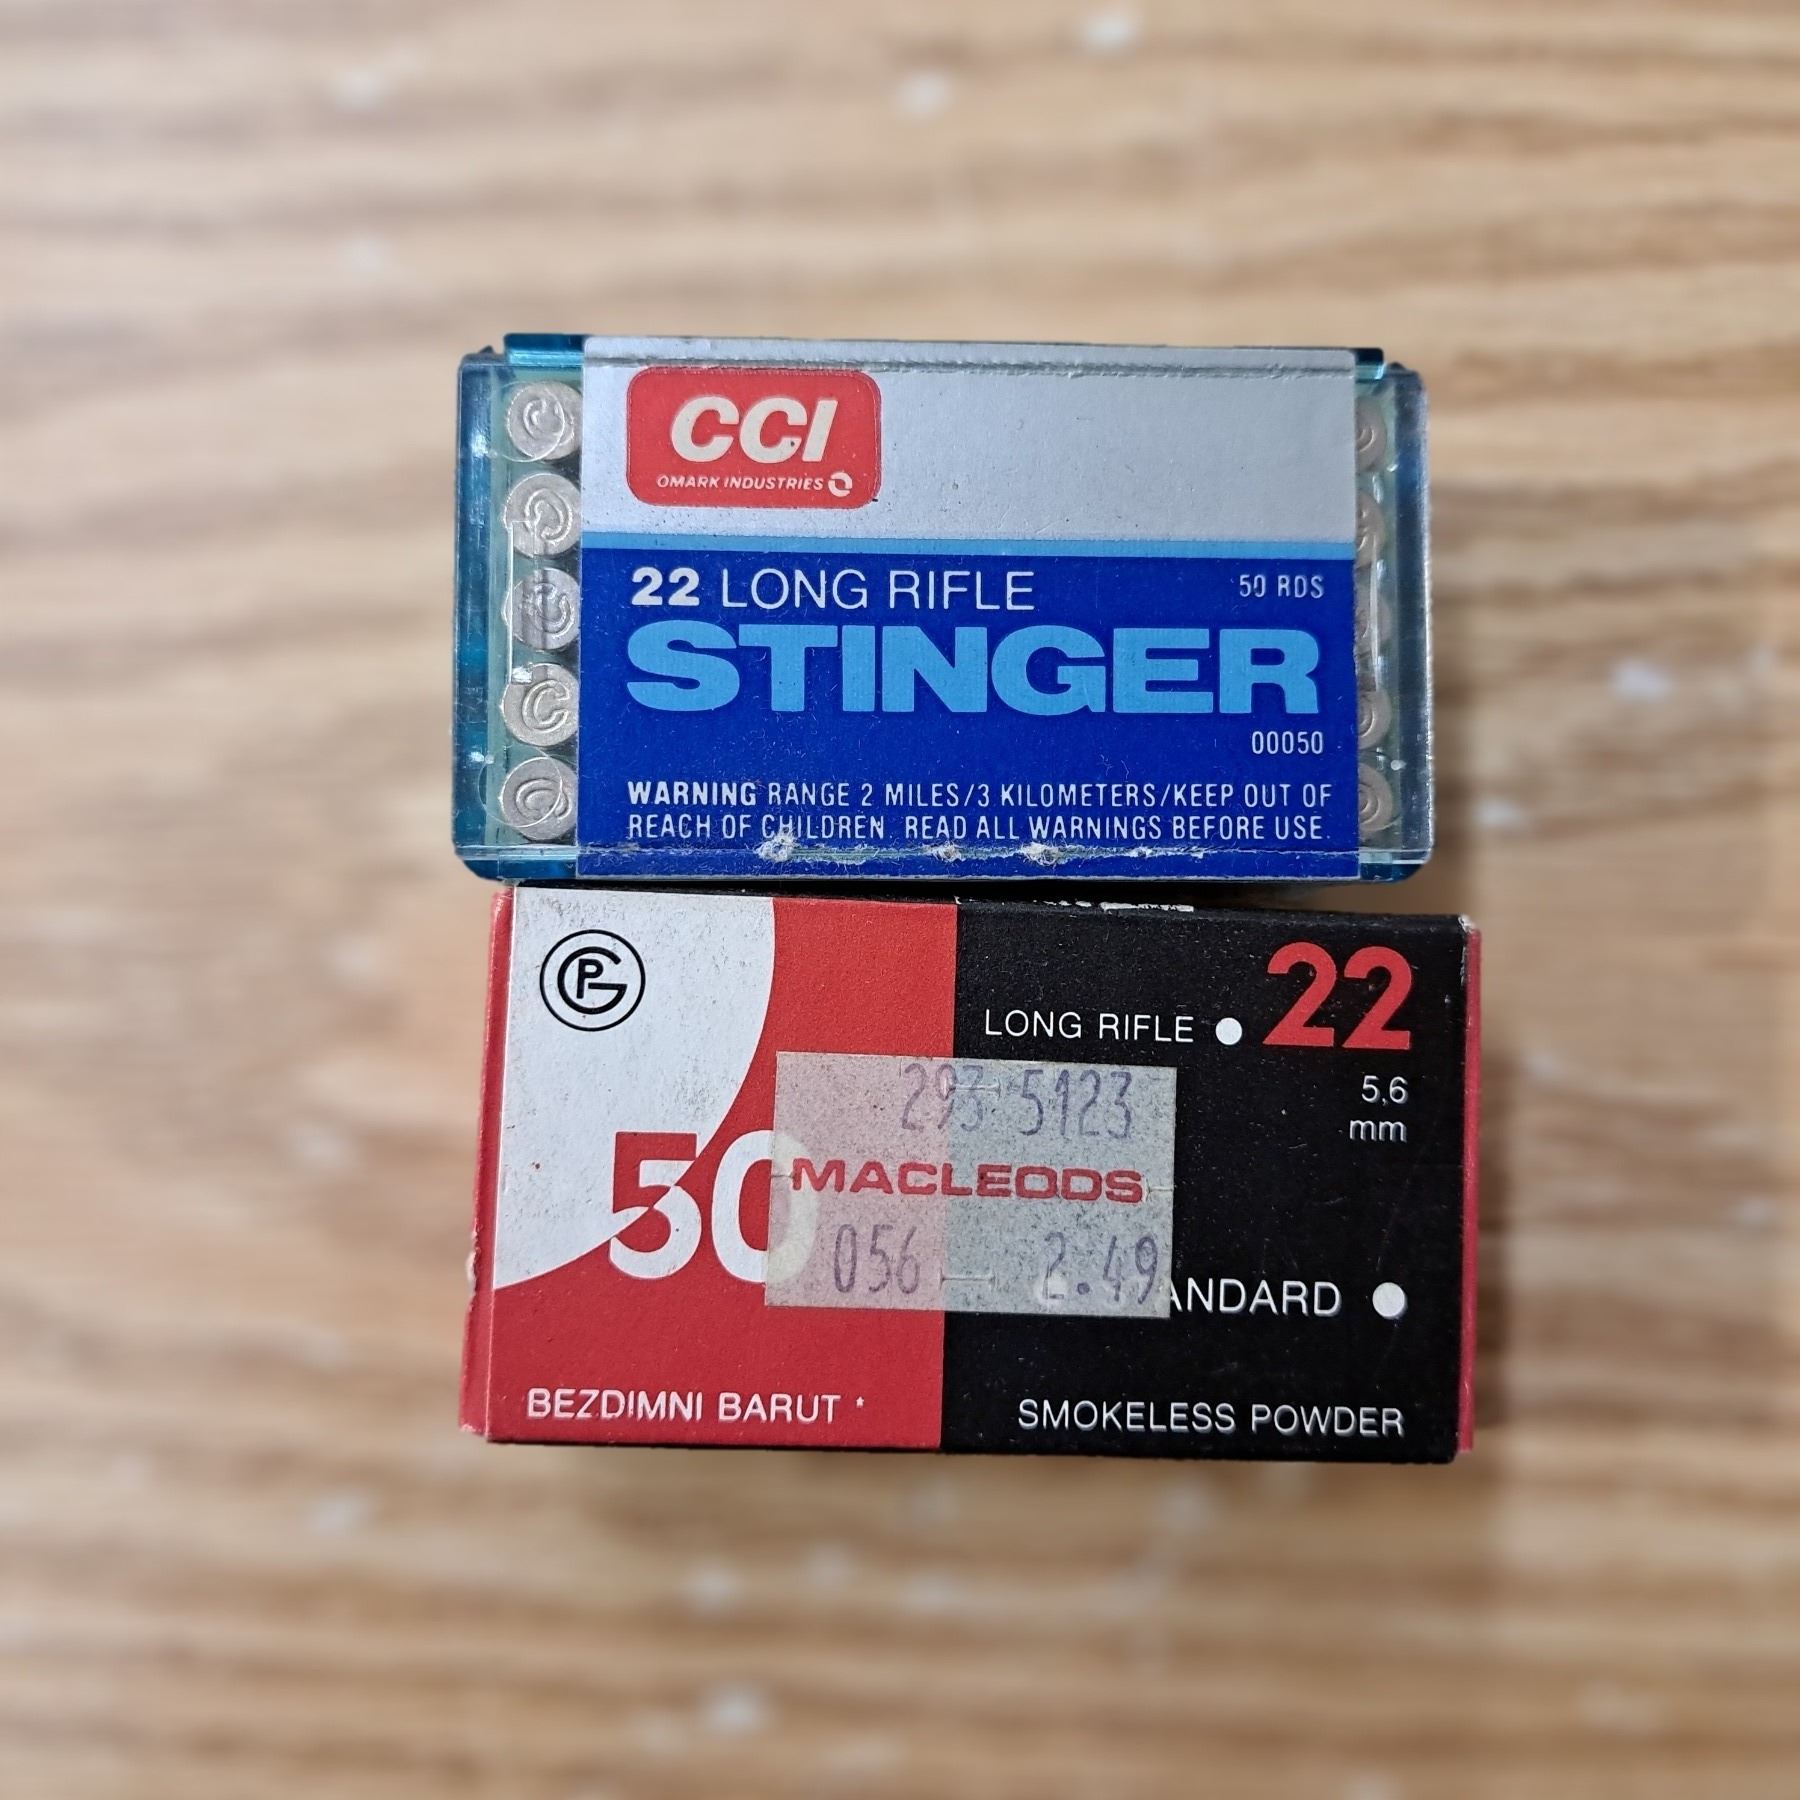 CCI
OMARK INDUSTRIES
22 LONG RIFLE
50 RDS
STINGER
00050
WARNING RANGE 2 MILES/3 KILOMETERS/KEEP OUT OF
REACH OF CHILDREN. READ ALL WARNINGS BEFORE USE.
C
22
LONG RIFLE
5,6
mm
293 5123
MACLEODS
50
056 2.49
ANDARD
BEZDIMNI BARUT
SMOKELESS POWDER